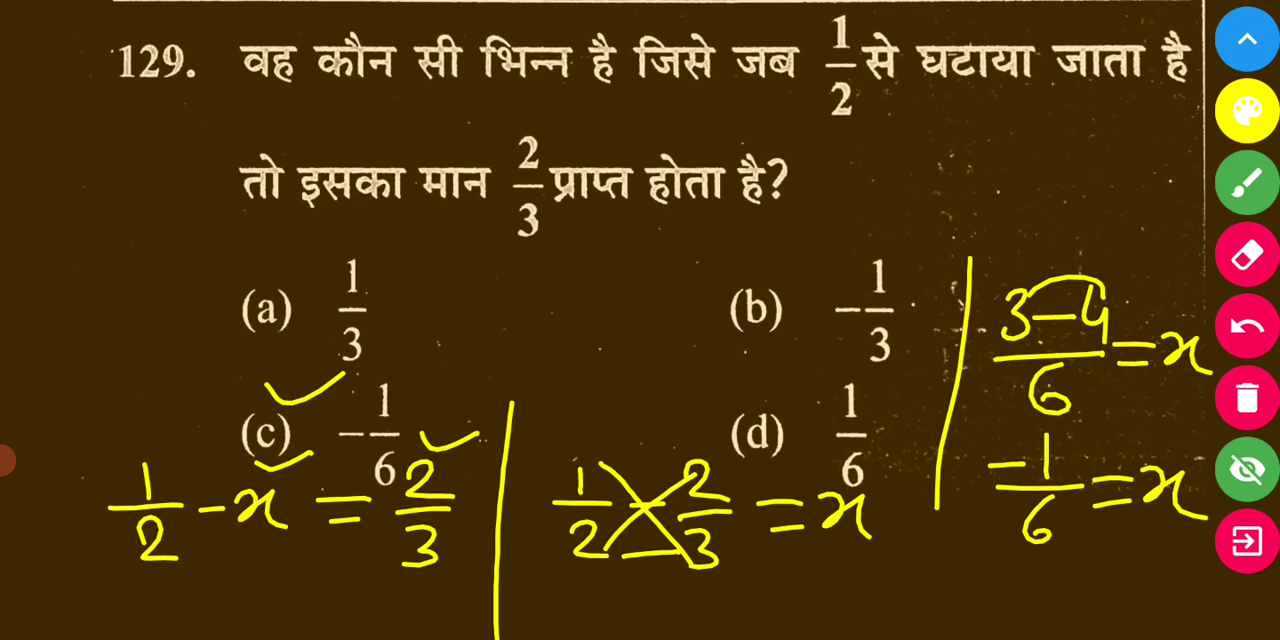 129. वह कौन सी भिन्न है जिसे जब 1/2 से घटाया जाता है
तो इसका मान 2/3 प्राप्त होता है?
(a) 1/3 (b) -1/3
(c) -1/6 (d) 1/6
1/2 - x = 2/3
1/2 - 2/3 = x
3-4/6 = x
-1/6 = x